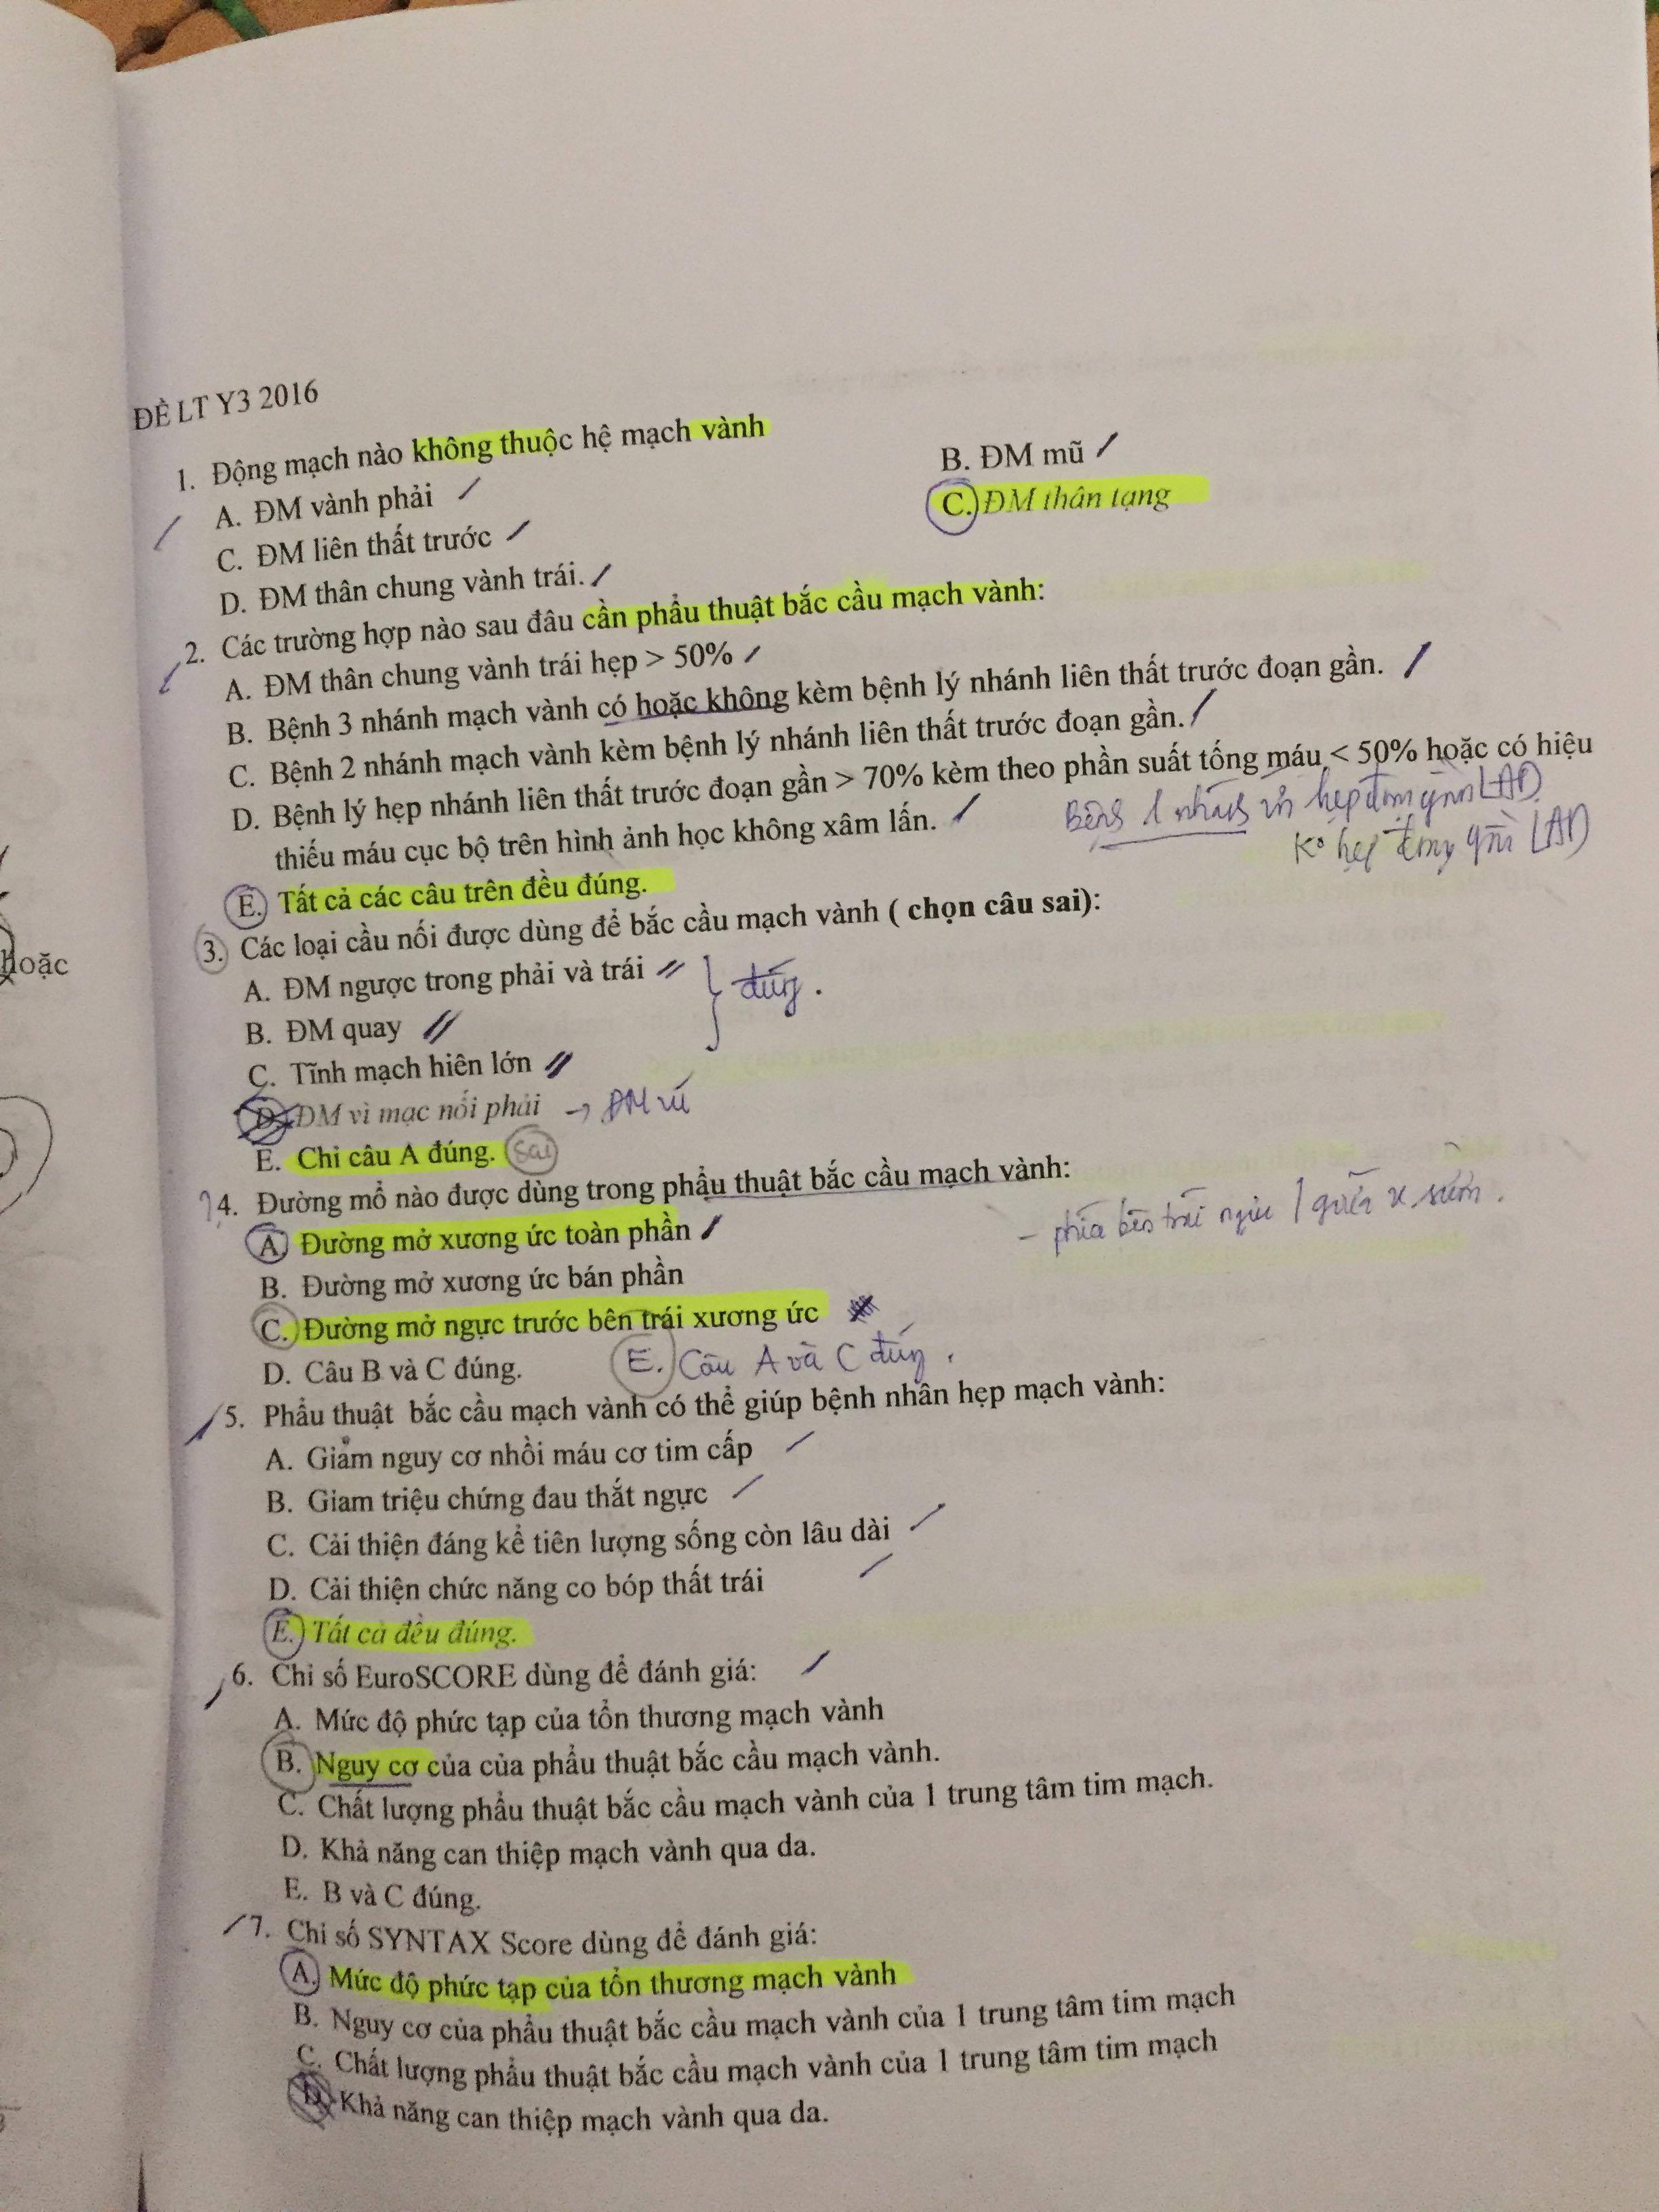 ĐỀ LT Y3 2016
1. Động mạch nào không thuộc hệ mạch vành
A. ĐM vành phải
B. ĐM mũ
C. ĐM liên thất trước
C. ĐM thân tạng
D. ĐM thân chung vành trái.
2. Các trường hợp nào sau đâu cần phẩu thuật bắc cầu mạch vành:
A. ĐM thân chung vành trái hẹp > 50%
B. Bệnh 3 nhánh mạch vành có hoặc không kèm bệnh lý nhánh liên thất trước đoạn gần.
C. Bệnh 2 nhánh mạch vành kèm bệnh lý nhánh liên thất trước đoạn gần.
D. Bệnh lý hẹp nhánh liên thất trước đoạn gần > 70% kèm theo phần suất tống máu < 50% hoặc có hiệu
thiếu máu cục bộ trên hình ảnh học không xâm lấn.
Bệnh 1 nhánh hẹp đoạn gần LAD
K° hẹp đoạn gần LAD
E. Tất cả các câu trên đều đúng.
3. Các loại cầu nối được dùng để bắc cầu mạch vành ( chọn câu sai):
hoặc
A. ĐM ngược trong phải và trái
đúng.
B. ĐM quay
C. Tĩnh mạch hiên lớn
D. ĐM vì mạc nối phải → ĐM vú
E. Chỉ câu A đúng. Sai
?4. Đường mổ nào được dùng trong phẩu thuật bắc cầu mạch vành:
A. Đường mở xương ức toàn phần
- phía bên trái ngực / giữa x sườn.
B. Đường mở xương ức bán phần
C. Đường mở ngực trước bên trái xương ức
D. Câu B và C đúng. E. Câu A và C đúng.
5. Phẩu thuật bắc cầu mạch vành có thể giúp bệnh nhân hẹp mạch vành:
A. Giảm nguy cơ nhồi máu cơ tim cấp
B. Giam triệu chứng đau thắt ngực
C. Cải thiện đáng kể tiên lượng sống còn lâu dài
D. Cải thiện chức năng co bóp thất trái
E. Tất cả đều đúng.
6. Chỉ số EuroSCORE dùng để đánh giá:
A. Mức độ phức tạp của tổn thương mạch vành
B. Nguy cơ của của phẩu thuật bắc cầu mạch vành.
C. Chất lượng phẩu thuật bắc cầu mạch vành của 1 trung tâm tim mạch.
D. Khả năng can thiệp mạch vành qua da.
E. B và C đúng.
7. Chỉ số SYNTAX Score dùng để đánh giá:
A. Mức độ phức tạp của tổn thương mạch vành
B. Nguy cơ của phẩu thuật bắc cầu mạch vành của 1 trung tâm tim mạch
C. Chất lượng phẩu thuật bắc cầu mạch vành của 1 trung tâm tim mạch
D. Khả năng can thiệp mạch vành qua da.